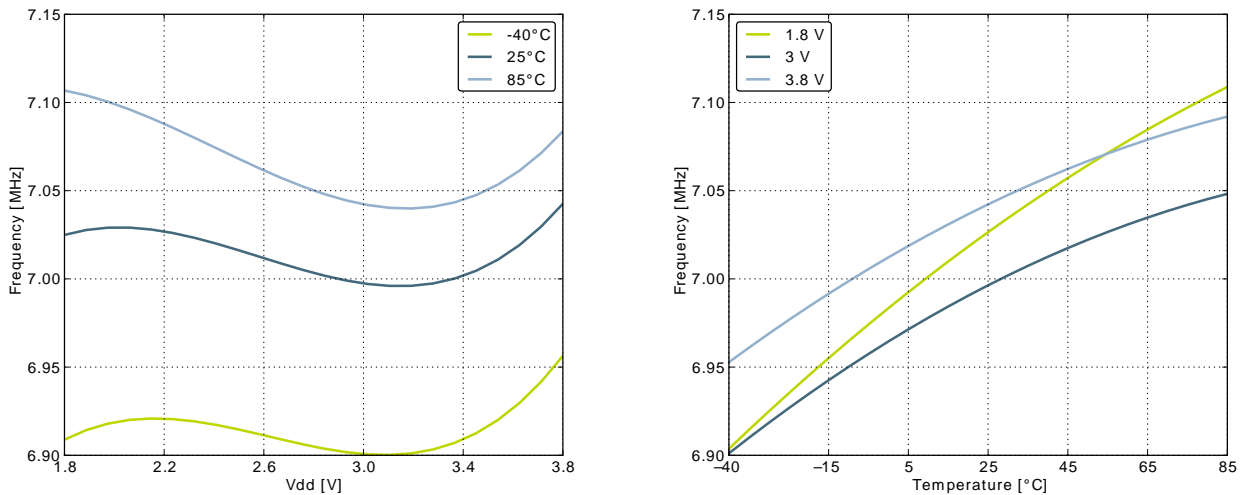 7.15
7.10
7.05
7.00
6.95
6.90
Frequency [MHz]
1.8 2.2 2.6 3.0 3.4 3.8
Vdd [V]
-40°C
25°C
85°C
7.15
7.10
7.05
7.00
6.95
6.90
Frequency [MHz]
–40 –15 5 25 45 65 85
Temperature [°C]
1.8 V
3 V
3.8 V